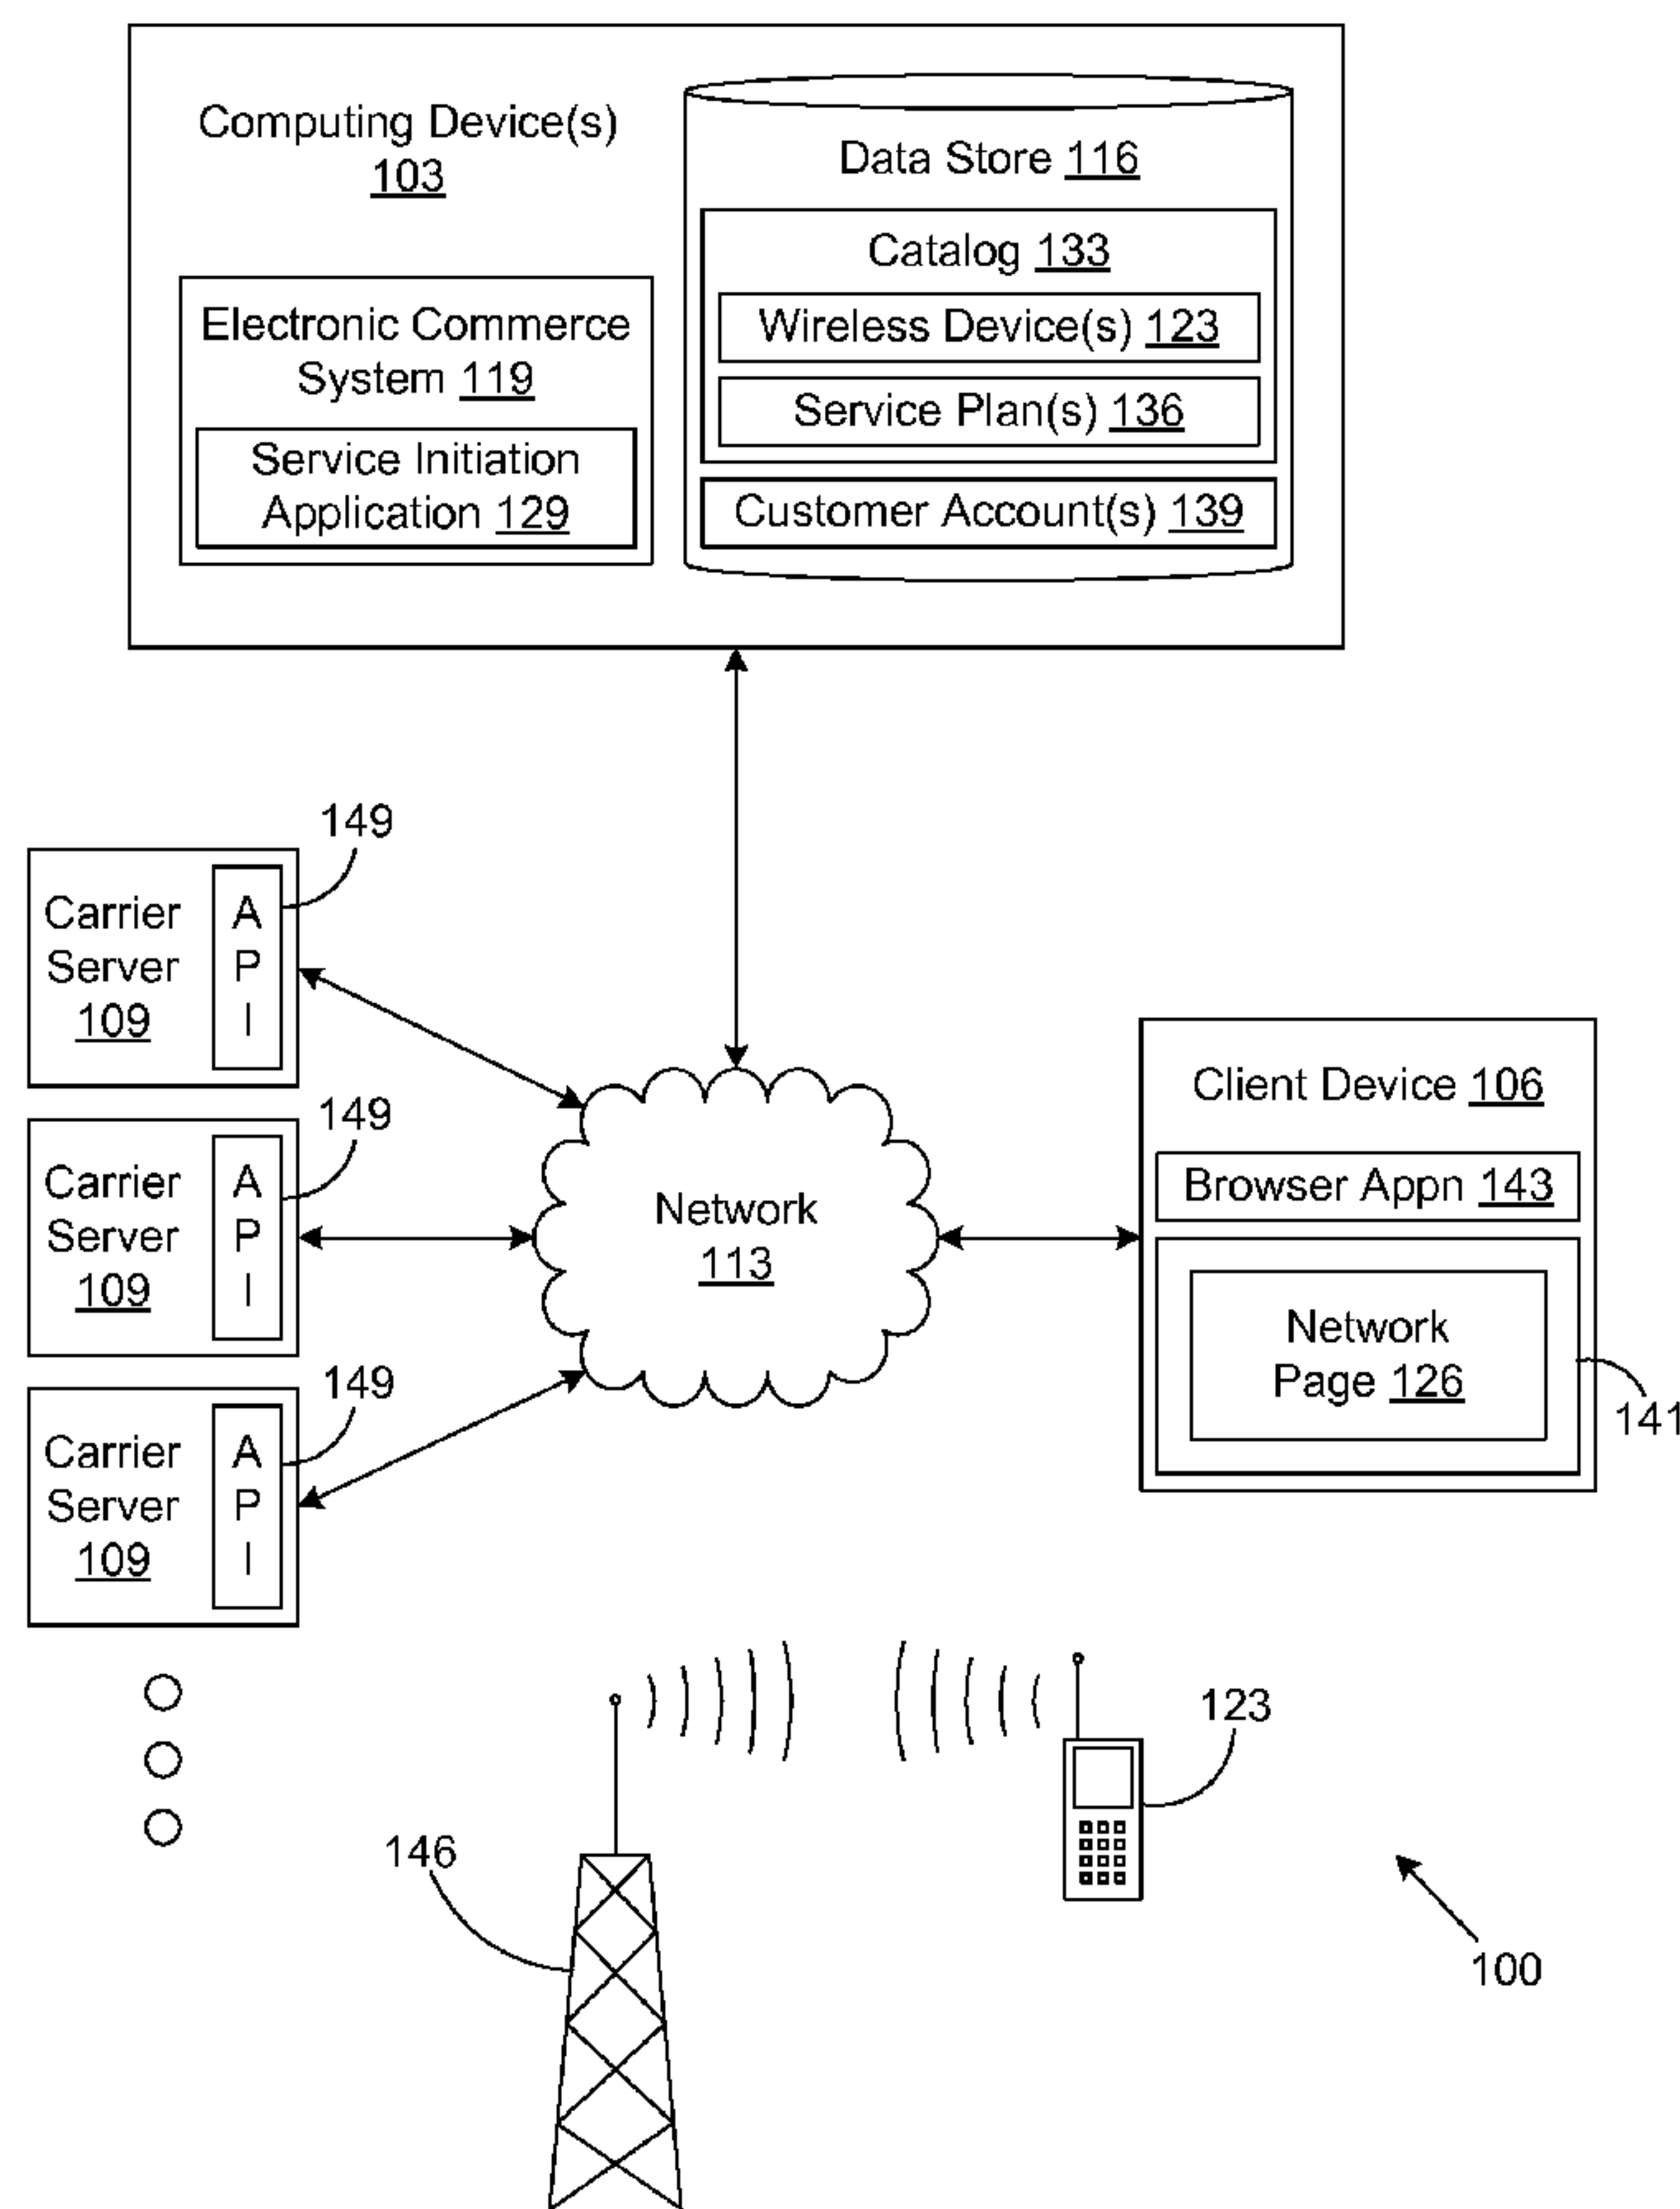 Computing Device(s)
103
Electronic Commerce
System 119
Service Initiation
Application 129
Data Store 116
Catalog 133
Wireless Device(s) 123
Service Plan(s) 136
Customer Account(s) 139
149
Carrier
Server
109
A
P
I
149
Carrier
Server
109
A
P
I
149
Carrier
Server
109
A
P
I
Network
113
Client Device 106
Browser Appn 143
Network
Page 126
141
146
123
100